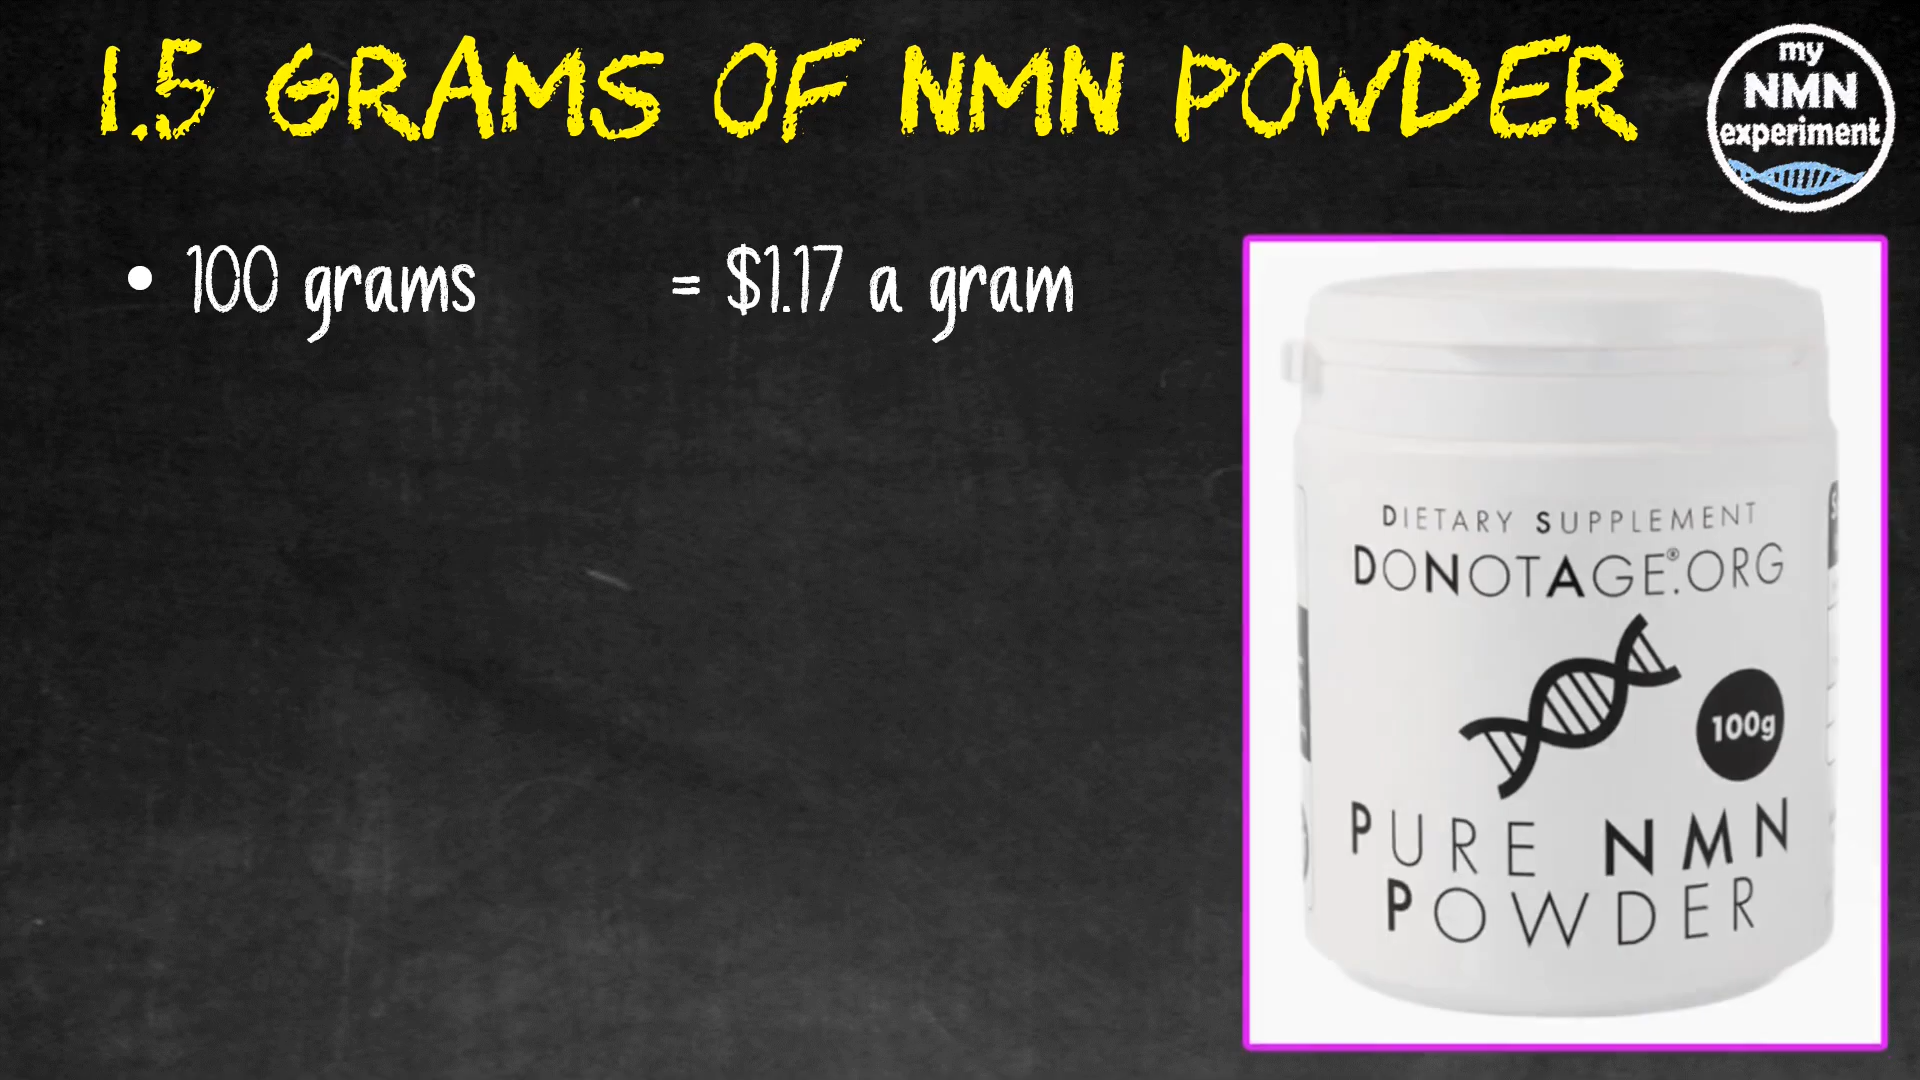 1.5 GRAMS OF NMN POWDER
my
NMN
experiment
• 100 grams = $1.17 a gram
DIETARY SUPPLEMENT
DONOTAGE®.ORG
100g
PURE NMN
POWDER